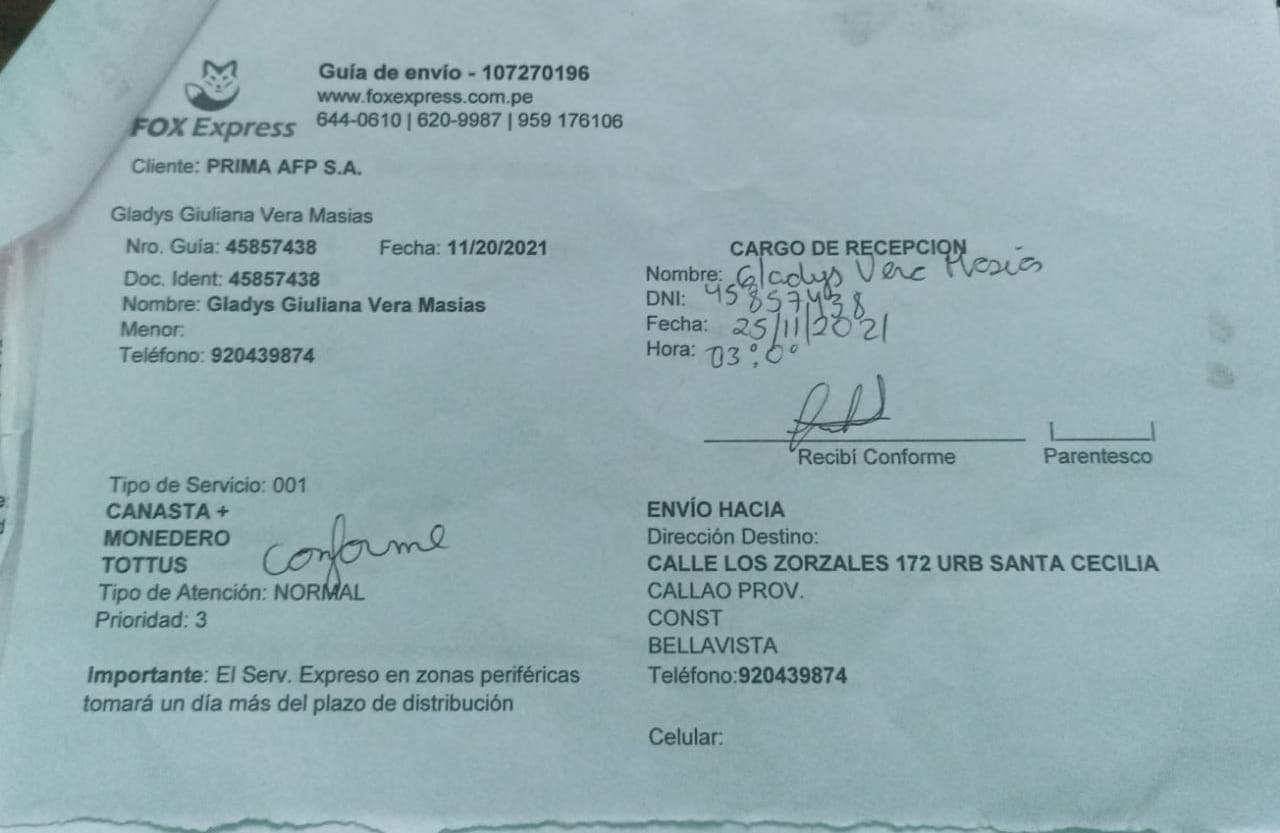 FOX Express
Guía de envío - 107270196
www.foxexpress.com.pe
644-0610 | 620-9987 | 959 176106
Cliente: PRIMA AFP S.A.
Gladys Giuliana Vera Masias
Nro. Guía: 45857438 Fecha: 11/20/2021
Doc. Ident: 45857438
Nombre: Gladys Giuliana Vera Masias
Menor:
Teléfono: 920439874
CARGO DE RECEPCION
Nombre: Gladys Vera Masias
DNI: 45857438
Fecha: 25/11/2021
Hora: 03:00
Recibí Conforme
Parentesco
Tipo de Servicio: 001
CANASTA +
MONEDERO
TOTTUS
conforme
Tipo de Atención: NORMAL
Prioridad: 3
Importante: El Serv. Expreso en zonas periféricas
tomará un día más del plazo de distribución
ENVÍO HACIA
Dirección Destino:
CALLE LOS ZORZALES 172 URB SANTA CECILIA
CALLAO PROV.
CONST
BELLAVISTA
Teléfono:920439874
Celular: